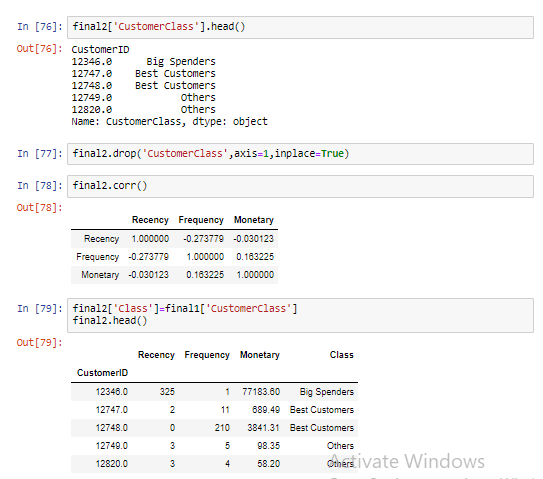 In [76]: final2['CustomerClass'].head()
Out[76]: CustomerID
12346.0 Big Spenders
12747.0 Best Customers
12748.0 Best Customers
12749.0 Others
12820.0 Others
Name: CustomerClass, dtype: object
In [77]: final2.drop('CustomerClass',axis=1,inplace=True)
In [78]: final2.corr()
Out[78]:
Recency Frequency Monetary
Recency 1.000000 -0.273779 -0.030123
Frequency -0.273779 1.000000 0.163225
Monetary -0.030123 0.163225 1.000000
In [79]: final2['Class']=final1['CustomerClass']
final2.head()
Out[79]:
Recency Frequency Monetary Class
CustomerID
12346.0 325 1 77183.60 Big Spenders
12747.0 2 11 689.49 Best Customers
12748.0 0 210 3841.31 Best Customers
12749.0 3 5 98.35 Others
12820.0 3 4 58.20 Others
Activate Windows